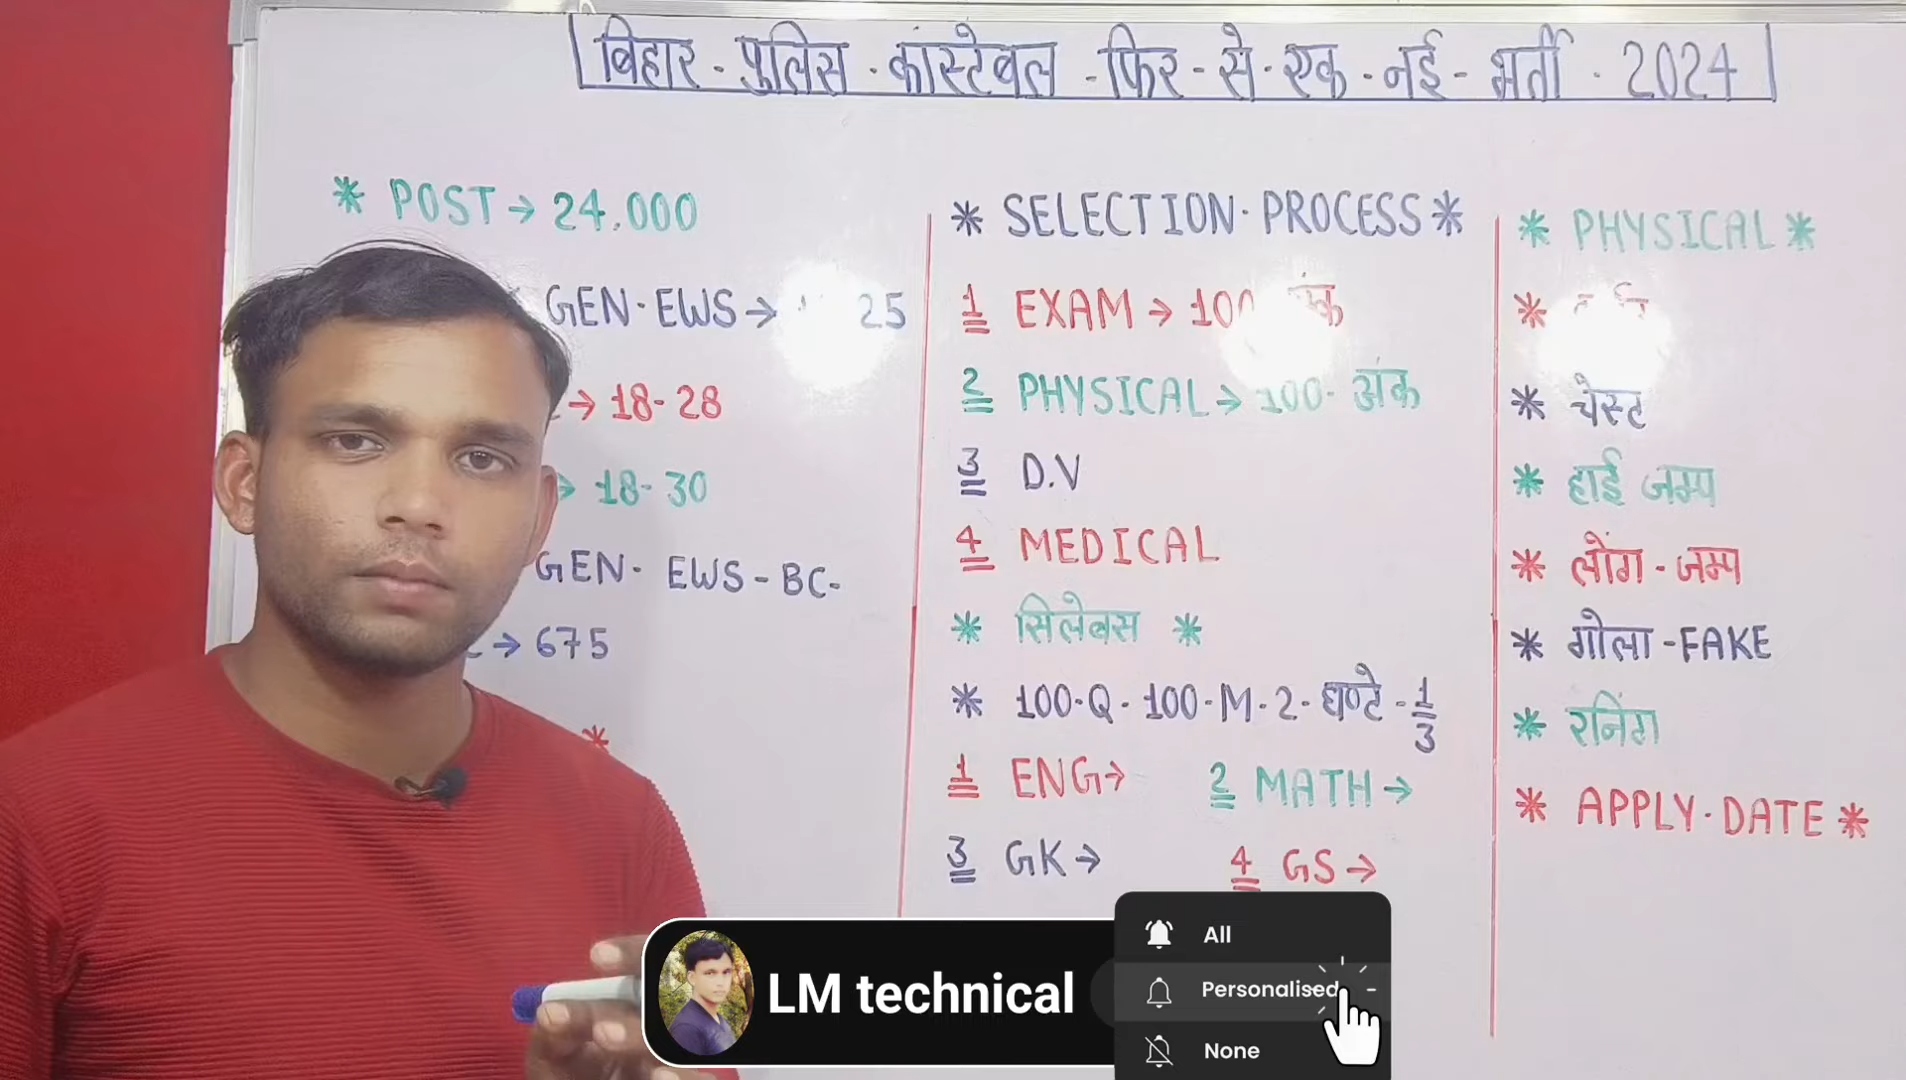 बिहार - पुलिस - कांस्टेबल - फिर - से - एक - नई - भर्ती - 2024
* POST → 24,000
GEN-EWS → 25
→ 18-28
→ 18-30
GEN- EWS-BC-
→ 675
*
* SELECTION-PROCESS *
1 EXAM → 100
2 PHYSICAL → 100- अंक
3 D.V
4 MEDICAL
* सिलेबस *
* 100-Q-100-M-2-घण्टे-1/3
1 ENG→ 2 MATH→
3 GK→ 4 GS→
* PHYSICAL *
*
* चेस्ट
* हाई जम्प
* लोंग-जम्प
* गोला-FAKE
* रनिंग
* APPLY-DATE *
LM technical
All
Personalised
None